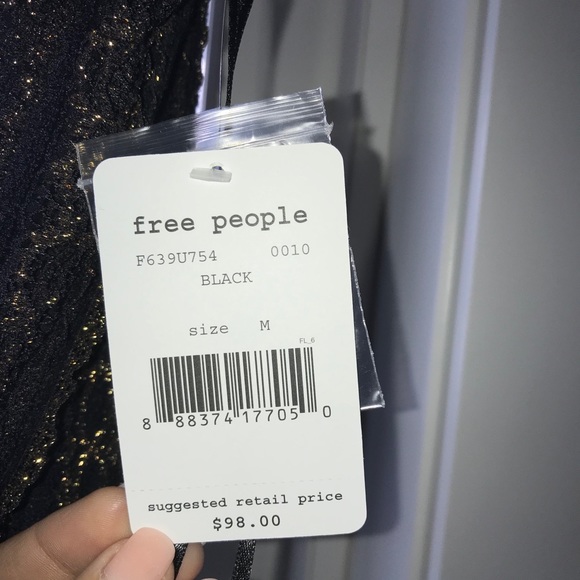 free people
F639U754 0010
BLACK
size M
FL_6
8 88374 17705 0
suggested retail price
$98.00